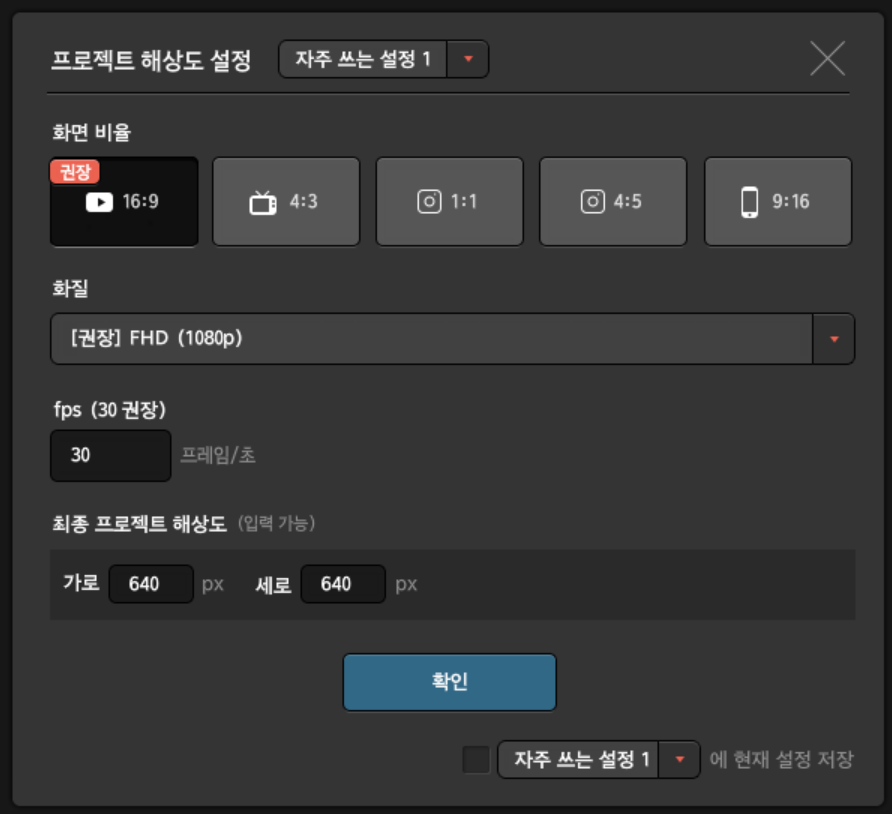 프로젝트 해상도 설정 자주 쓰는 설정 1
화면 비율
권장
16:9 4:3 1:1 4:5 9:16
화질
[권장] FHD (1080p)
fps (30 권장)
30 프레임/초
최종 프로젝트 해상도 (입력 가능)
가로 640 px 세로 640 px
확인
자주 쓰는 설정 1 에 현재 설정 저장